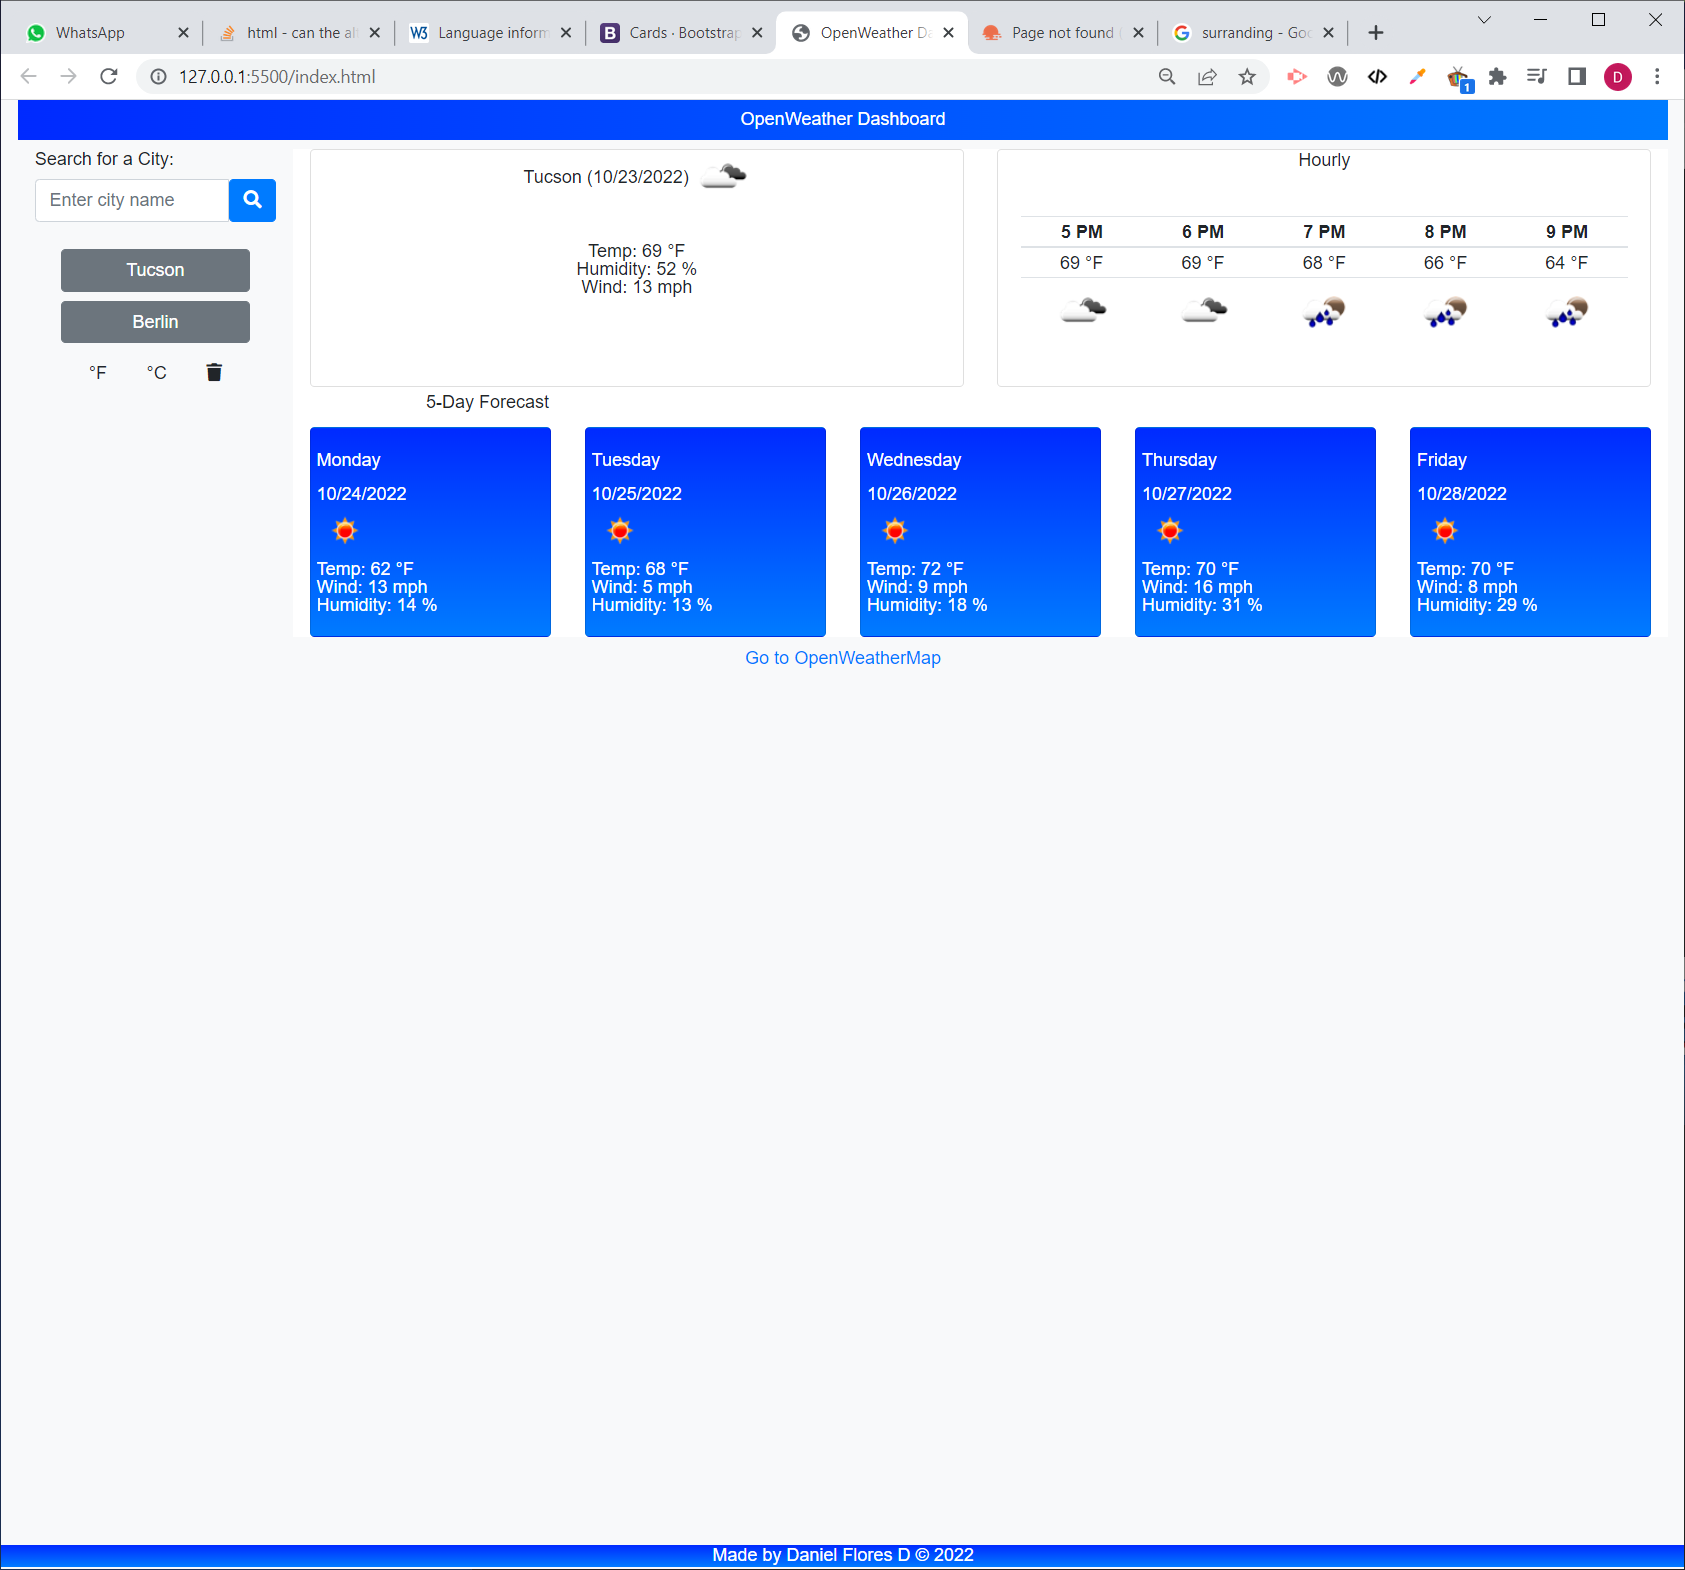 WhatsApp
html - can the al
Language inform
Cards · Bootstrap
OpenWeather Da
Page not found
surranding - Goo
127.0.0.1:5500/index.html
1
D
OpenWeather Dashboard
Search for a City:
Enter city name
Tucson
Berlin
°F °C
Tucson (10/23/2022)
Temp: 69 °F
Humidity: 52 %
Wind: 13 mph
Hourly
5 PM 6 PM 7 PM 8 PM 9 PM
69 °F 69 °F 68 °F 66 °F 64 °F
5-Day Forecast
Monday
10/24/2022
Temp: 62 °F
Wind: 13 mph
Humidity: 14 %
Tuesday
10/25/2022
Temp: 68 °F
Wind: 5 mph
Humidity: 13 %
Wednesday
10/26/2022
Temp: 72 °F
Wind: 9 mph
Humidity: 18 %
Thursday
10/27/2022
Temp: 70 °F
Wind: 16 mph
Humidity: 31 %
Friday
10/28/2022
Temp: 70 °F
Wind: 8 mph
Humidity: 29 %
Go to OpenWeatherMap
Made by Daniel Flores D © 2022